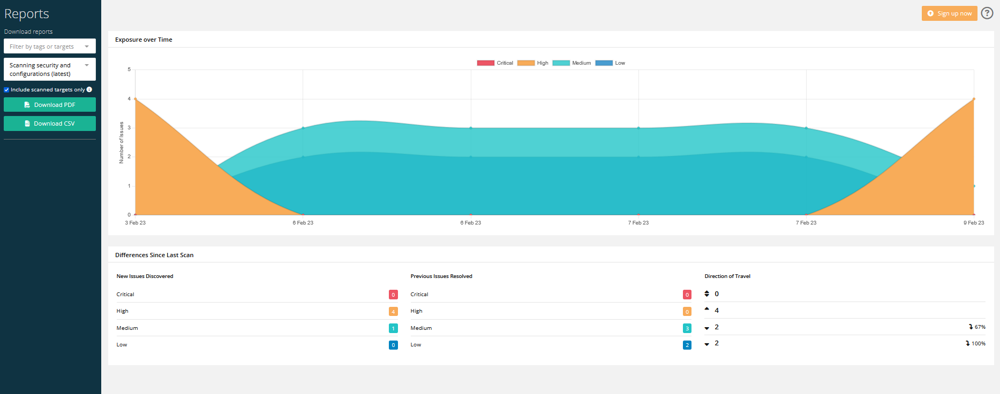 Reports
Download reports
Filter by tags or targets
Scanning security and
configurations (latest)
Include scanned targets only
Download PDF
Download CSV
Sign up now
?
Exposure over Time
Critical High Medium Low
Number of Issues
5
4
3
2
1
0
3 Feb 23 6 Feb 23 6 Feb 23 7 Feb 23 7 Feb 23 9 Feb 23
Differences Since Last Scan
New Issues Discovered
Critical 0
High 4
Medium 1
Low 0
Previous Issues Resolved
Critical 0
High 0
Medium 3
Low 2
Direction of Travel
0
4
2 67%
2 100%